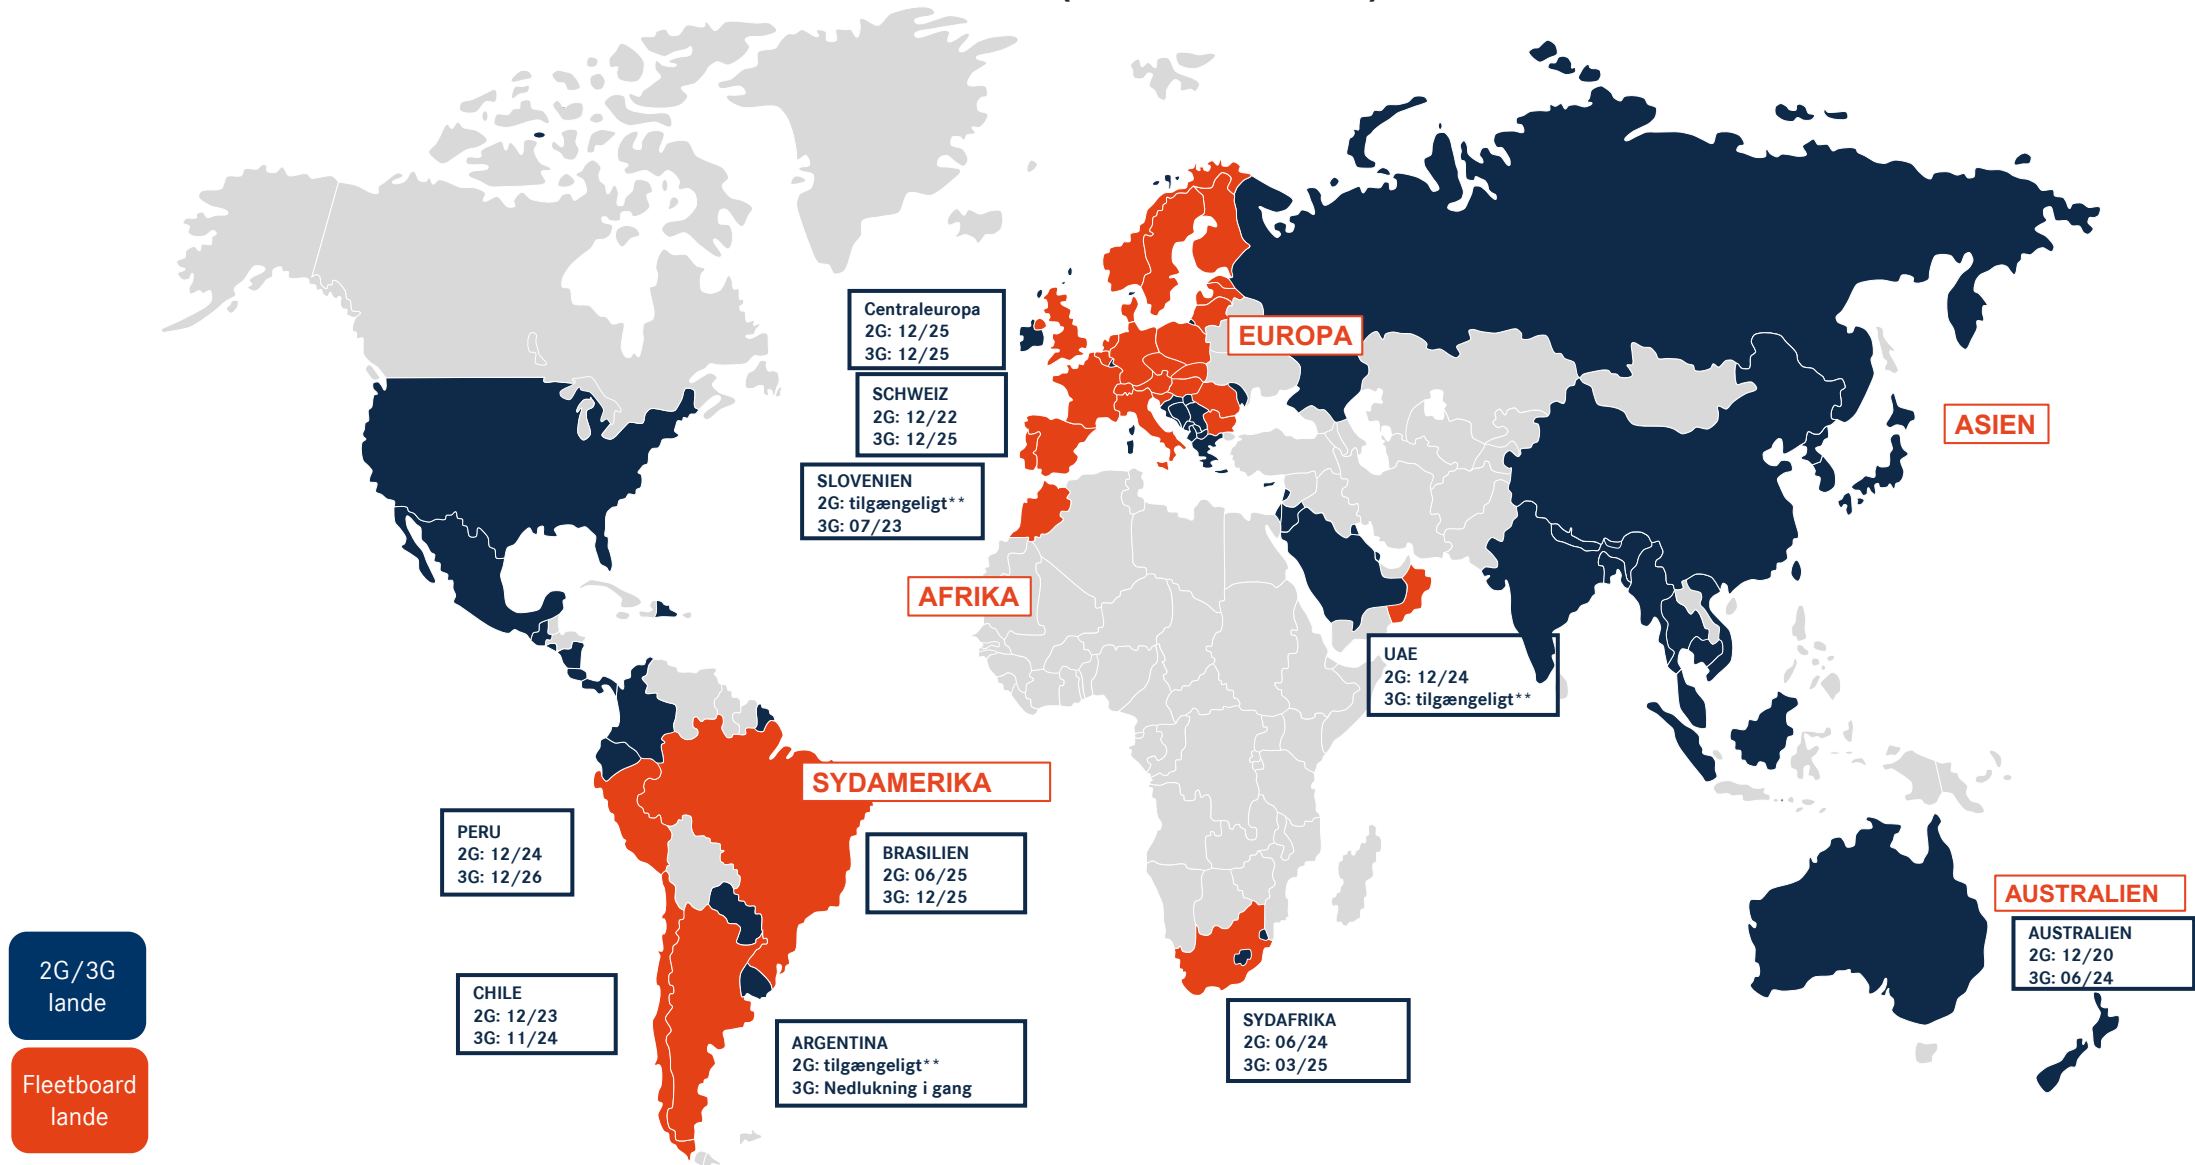 Centraleuropa
2G: 12/25
3G: 12/25
EUROPA
SCHWEIZ
2G: 12/22
3G: 12/25
ASIEN
SLOVENIEN
2G: tilgængeligt**
3G: 07/23
AFRIKA
UAE
2G: 12/24
3G: tilgængeligt**
SYDAMERIKA
PERU
2G: 12/24
3G: 12/26
BRASILIEN
2G: 06/25
3G: 12/25
AUSTRALIEN
AUSTRALIEN
2G: 12/20
3G: 06/24
2G/3G
lande
CHILE
2G: 12/23
3G: 11/24
SYDAFRIKA
2G: 06/24
3G: 03/25
ARGENTINA
2G: tilgængeligt**
3G: Nedlukning i gang
Fleetboard
lande